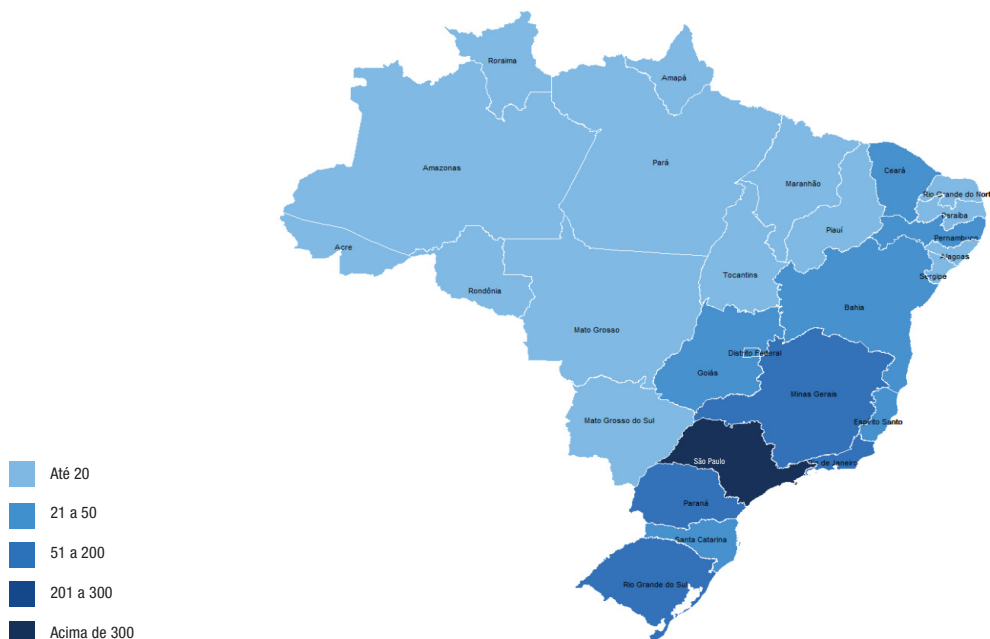 Roraima
Amapá
Amazonas
Pará
Maranhão
Ceará
Rio Grande do Nort
Paraíba
Piauí
Pernambuco
Acre
Alagoas
Sergipe
Tocantins
Rondônia
Bahia
Mato Grosso
Distrito Federal
Goiás
Minas Gerais
Mato Grosso do Sul
Espírito Santo
São Paulo
de Janeiro
Paraná
Santa Catarina
Rio Grande do Sul
Até 20
21 a 50
51 a 200
201 a 300
Acima de 300